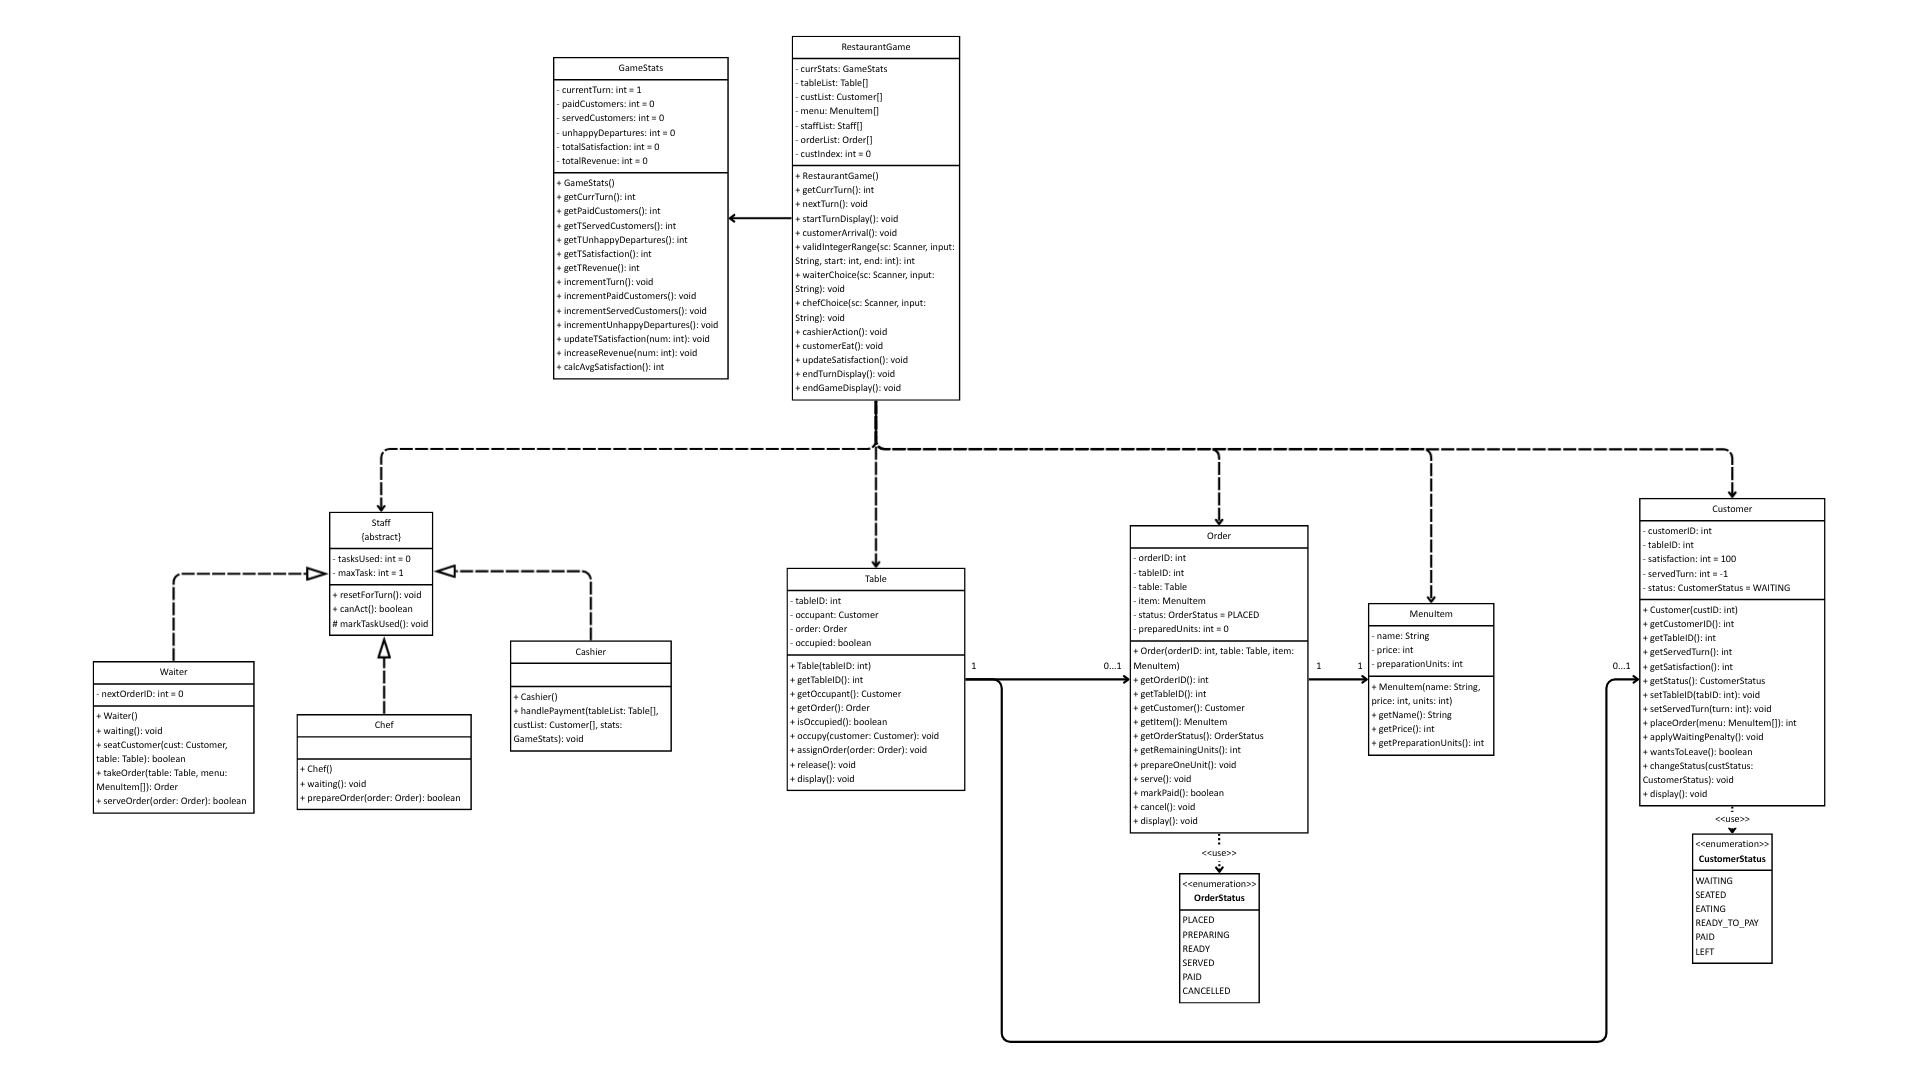 RestaurantGame
- currStats: GameStats
- tableList: Table[]
- custList: Customer[]
- menu: MenuItem[]
- staffList: Staff[]
- orderList: Order[]
- custIndex: int = 0
+ RestaurantGame()
+ getCurrTurn(): int
+ nextTurn(): void
+ startTurnDisplay(): void
+ customerArrival(): void
+ validIntegerRange(sc: Scanner, input:
String, start: int, end: int): int
+ waiterChoice(sc: Scanner, input:
String): void
+ chefChoice(sc: Scanner, input:
String): void
+ cashierAction(): void
+ customerEat(): void
+ updateSatisfaction(): void
+ endTurnDisplay(): void
+ endGameDisplay(): void
GameStats
- currentTurn: int = 1
- paidCustomers: int = 0
- servedCustomers: int = 0
- unhappyDepartures: int = 0
- totalSatisfaction: int = 0
- totalRevenue: int = 0
+ GameStats()
+ getCurrTurn(): int
+ getPaidCustomers(): int
+ getTServedCustomers(): int
+ getTUnhappyDepartures(): int
+ getTSatisfaction(): int
+ getTRevenue(): int
+ incrementTurn(): void
+ incrementPaidCustomers(): void
+ incrementServedCustomers(): void
+ incrementUnhappyDepartures(): void
+ updateTSatisfaction(num: int): void
+ increaseRevenue(num: int): void
+ calcAvgSatisfaction(): int
Staff
{abstract}
- tasksUsed: int = 0
- maxTask: int = 1
+ resetForTurn(): void
+ canAct(): boolean
# markTaskUsed(): void
Waiter
- nextOrderID: int = 0
+ Waiter()
+ waiting(): void
+ seatCustomer(cust: Customer,
table: Table): boolean
+ takeOrder(table: Table, menu:
MenuItem[]): Order
+ serveOrder(order: Order): boolean
Chef
+ Chef()
+ waiting(): void
+ prepareOrder(order: Order): boolean
Cashier
+ Cashier()
+ handlePayment(tableList: Table[],
custList: Customer[], stats:
GameStats): void
Table
- tableID: int
- occupant: Customer
- order: Order
- occupied: boolean
+ Table(tableID: int)
+ getTableID(): int
+ getOccupant(): Customer
+ getOrder(): Order
+ isOccupied(): boolean
+ occupy(customer: Customer): void
+ assignOrder(order: Order): void
+ release(): void
+ display(): void
1
0...1
Order
- orderID: int
- tableID: int
- table: Table
- item: MenuItem
- status: OrderStatus = PLACED
- preparedUnits: int = 0
+ Order(orderID: int, table: Table, item:
MenuItem)
+ getOrderID(): int
+ getTableID(): int
+ getCustomer(): Customer
+ getItem(): MenuItem
+ getOrderStatus(): OrderStatus
+ getRemainingUnits(): int
+ prepareOneUnit(): void
+ serve(): void
+ markPaid(): boolean
+ cancel(): void
+ display(): void
<<use>>
<<enumeration>>
OrderStatus
PLACED
PREPARING
READY
SERVED
PAID
CANCELLED
1
1
MenuItem
- name: String
- price: int
- preparationUnits: int
+ MenuItem(name: String,
price: int, units: int)
+ getName(): String
+ getPrice(): int
+ getPreparationUnits(): int
0...1
Customer
- customerID: int
- tableID: int
- satisfaction: int = 100
- servedTurn: int = -1
- status: CustomerStatus = WAITING
+ Customer(custID: int)
+ getCustomerID(): int
+ getTableID(): int
+ getServedTurn(): int
+ getSatisfaction(): int
+ getStatus(): CustomerStatus
+ setTableID(tabID: int): void
+ setServedTurn(turn: int): void
+ placeOrder(menu: MenuItem[]): int
+ applyWaitingPenalty(): void
+ wantsToLeave(): boolean
+ changeStatus(custStatus:
CustomerStatus): void
+ display(): void
<<use>>
<<enumeration>>
CustomerStatus
WAITING
SEATED
EATING
READY_TO_PAY
PAID
LEFT